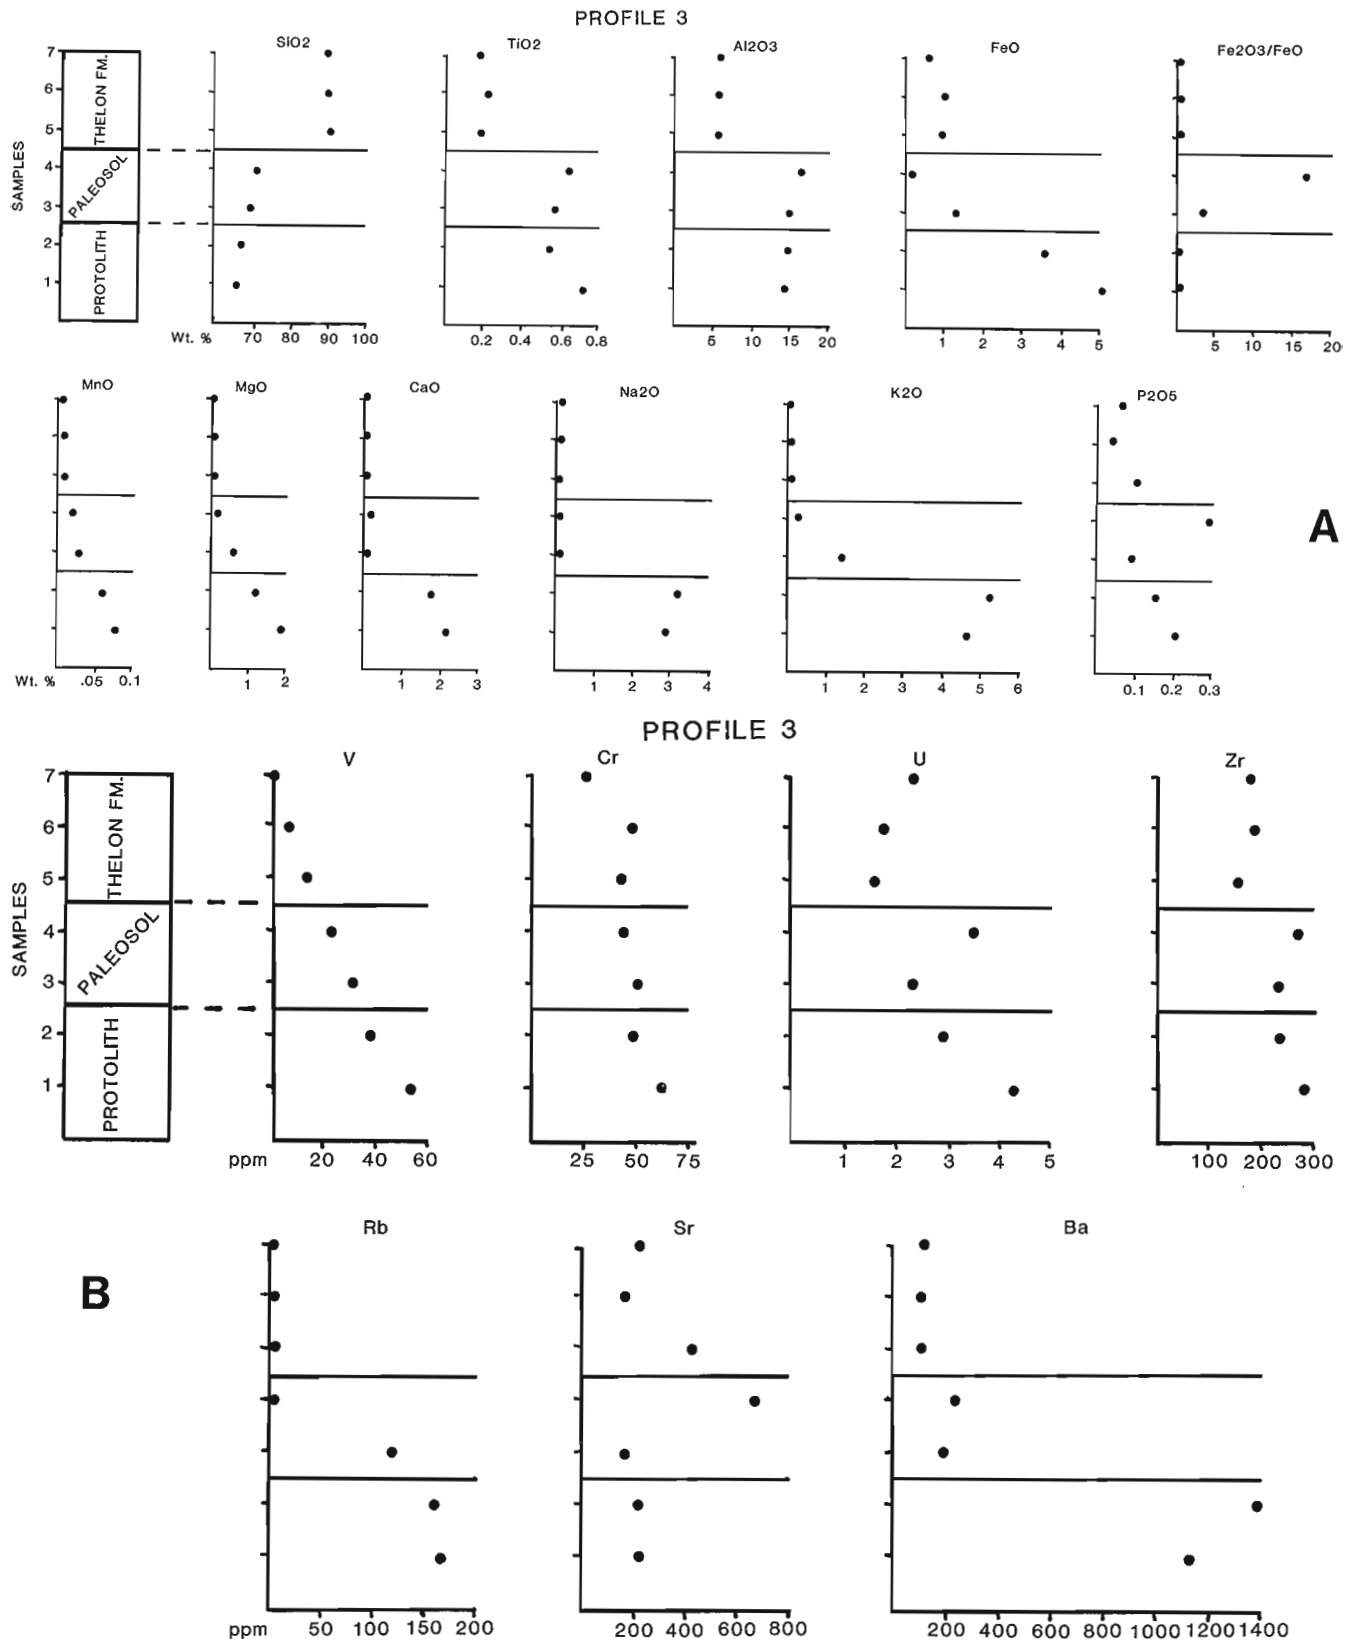 PROFILE 3
SiO2 TiO2 Al2O3 FeO Fe2O3/FeO
SAMPLES
7
6
5
4
3
2
1
THELON FM.
PALEOSOL
PROTOLITH
Wt. % 70 80 90 100 0.2 0.4 0.6 0.8 5 10 15 20 1 2 3 4 5 5 10 15 20
MnO MgO CaO Na2O K2O P2O5
A
Wt. % .05 0.1 1 2 1 2 3 1 2 3 4 1 2 3 4 5 6 0.1 0.2 0.3
PROFILE 3
V Cr U Zr
SAMPLES
7
6
5
4
3
2
1
THELON FM.
PALEOSOL
PROTOLITH
ppm 20 40 60 25 50 75 1 2 3 4 5 100 200 300
Rb Sr Ba
B
ppm 50 100 150 200 200 400 600 800 200 400 600 800 1000 1200 1400